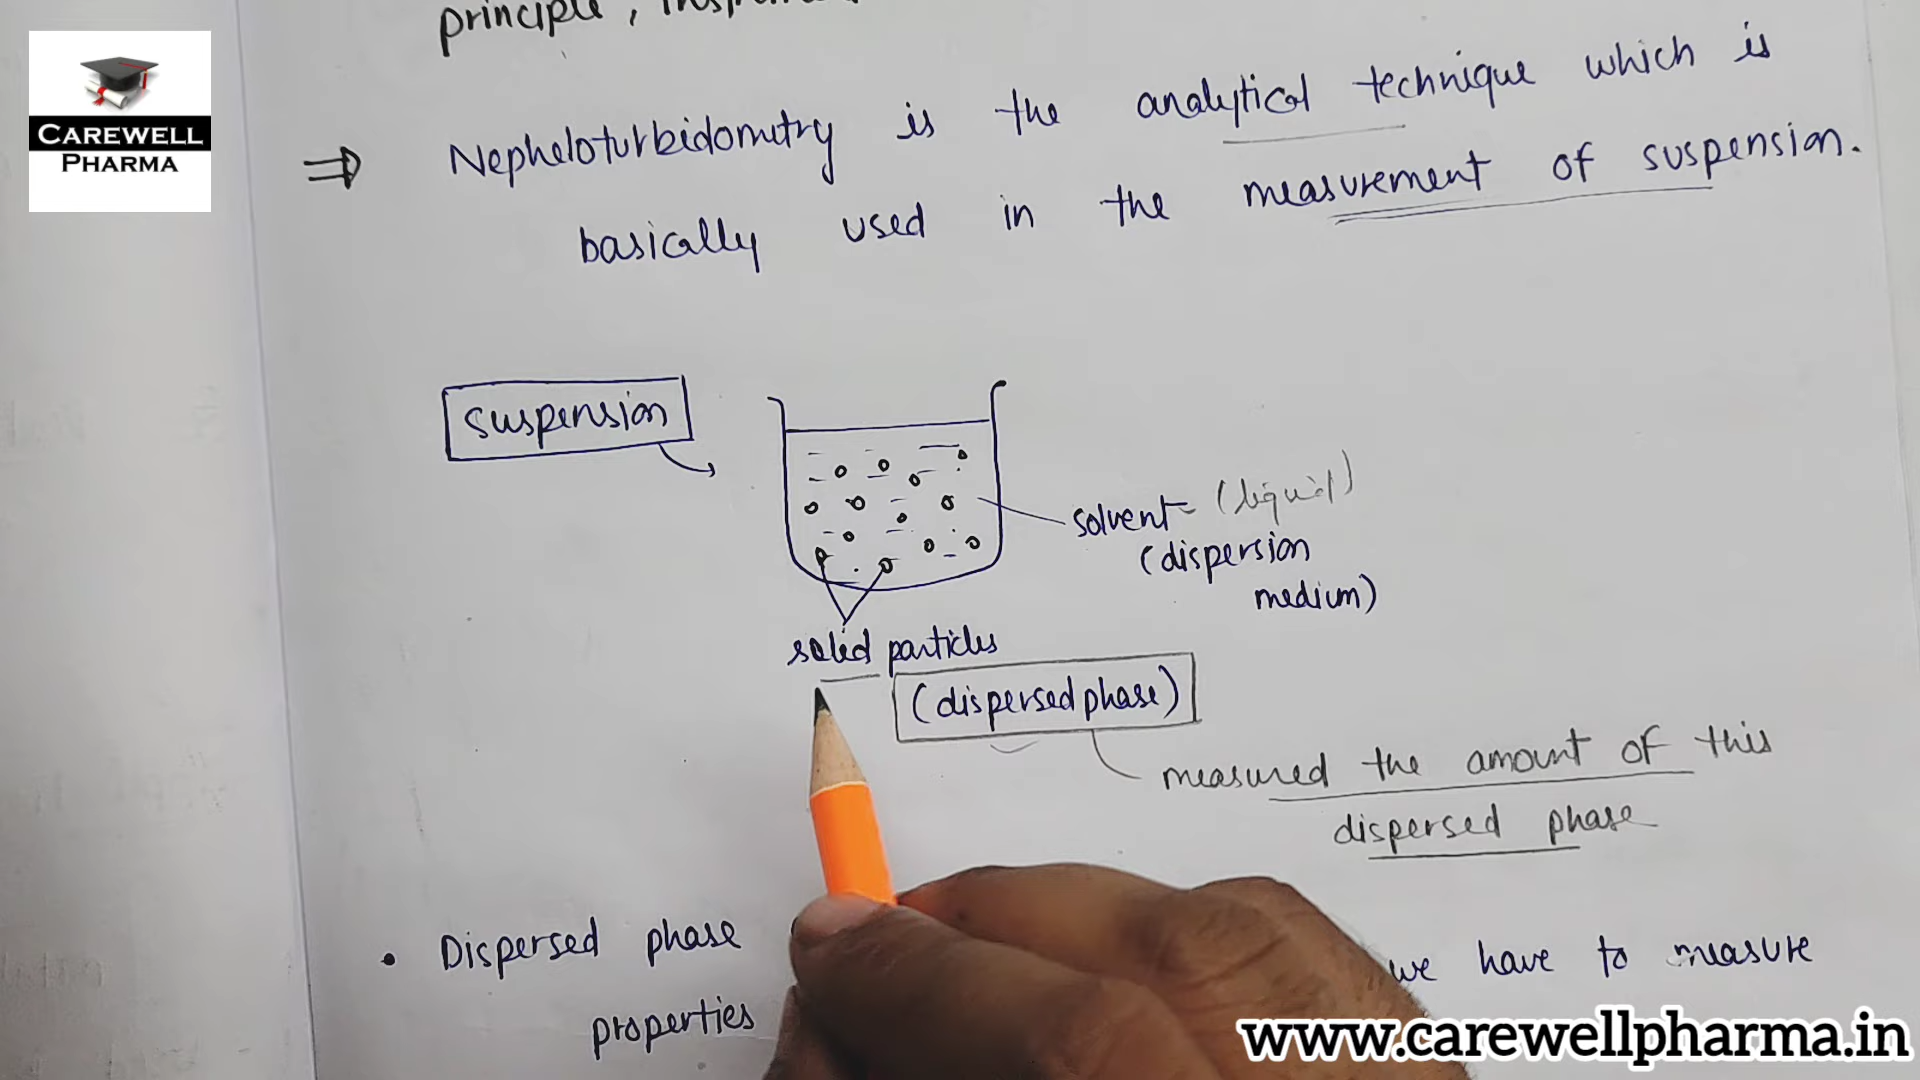 principle,
CAREWELL
PHARMA
⇒ Nepheloturbidometry is the analytical technique which is
basically used in the measurement of suspension.
suspension
solvent - (liquid)
(dispersion
medium)
solid particles
(dispersed phase)
measured the amount of this
dispersed phase
• Dispersed phase we have to measure
properties
www.carewellpharma.in